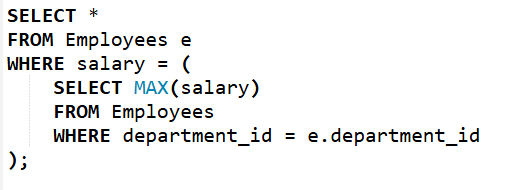 SELECT *
FROM Employees e
WHERE salary = (
    SELECT MAX(salary)
    FROM Employees
    WHERE department_id = e.department_id
);